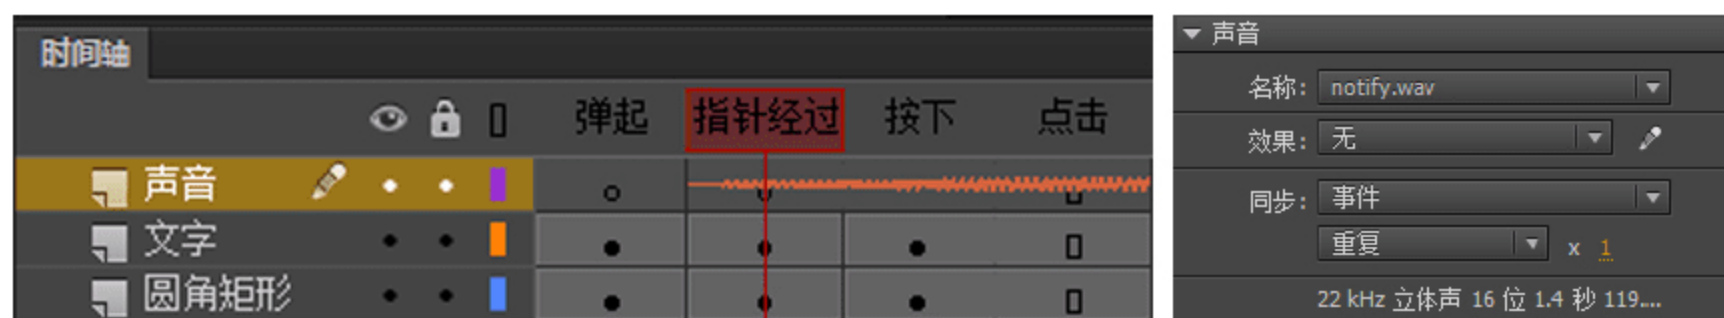 时间轴
弹起 指针经过 按下 点击
声音
文字
圆角矩形
声音
名称: notify.wav
效果: 无
同步: 事件
重复 x 1
22 kHz 立体声 16 位 1.4 秒 119....